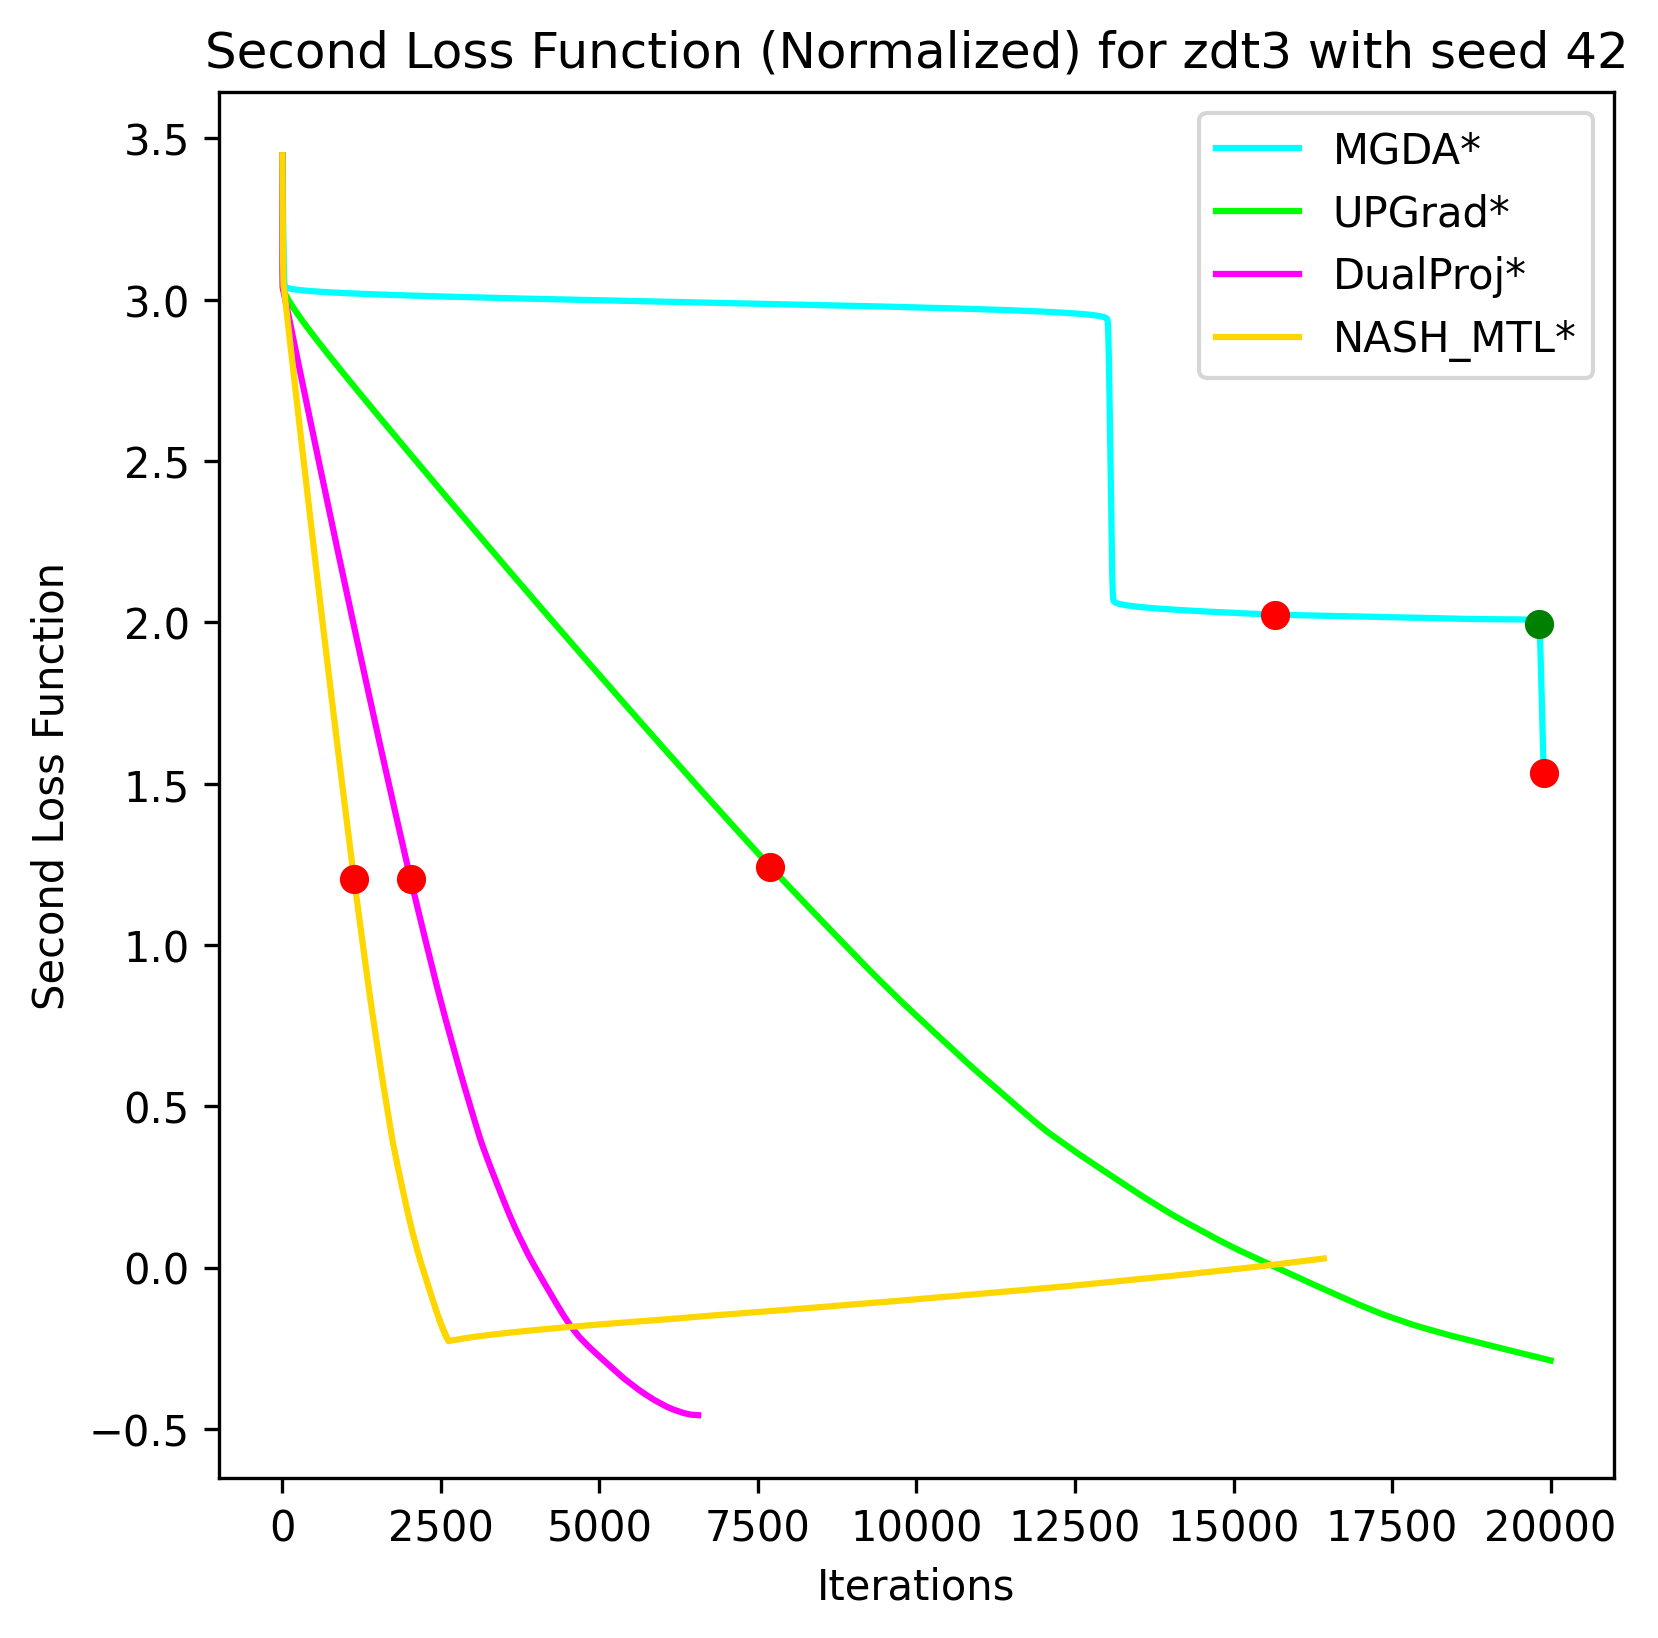 Second Loss Function (Normalized) for zdt3 with seed 42
MGDA*
UPGrad*
DualProj*
NASH_MTL*
Second Loss Function
3.5
3.0
2.5
2.0
1.5
1.0
0.5
0.0
−0.5
0 2500 5000 7500 10000 12500 15000 17500 20000
Iterations